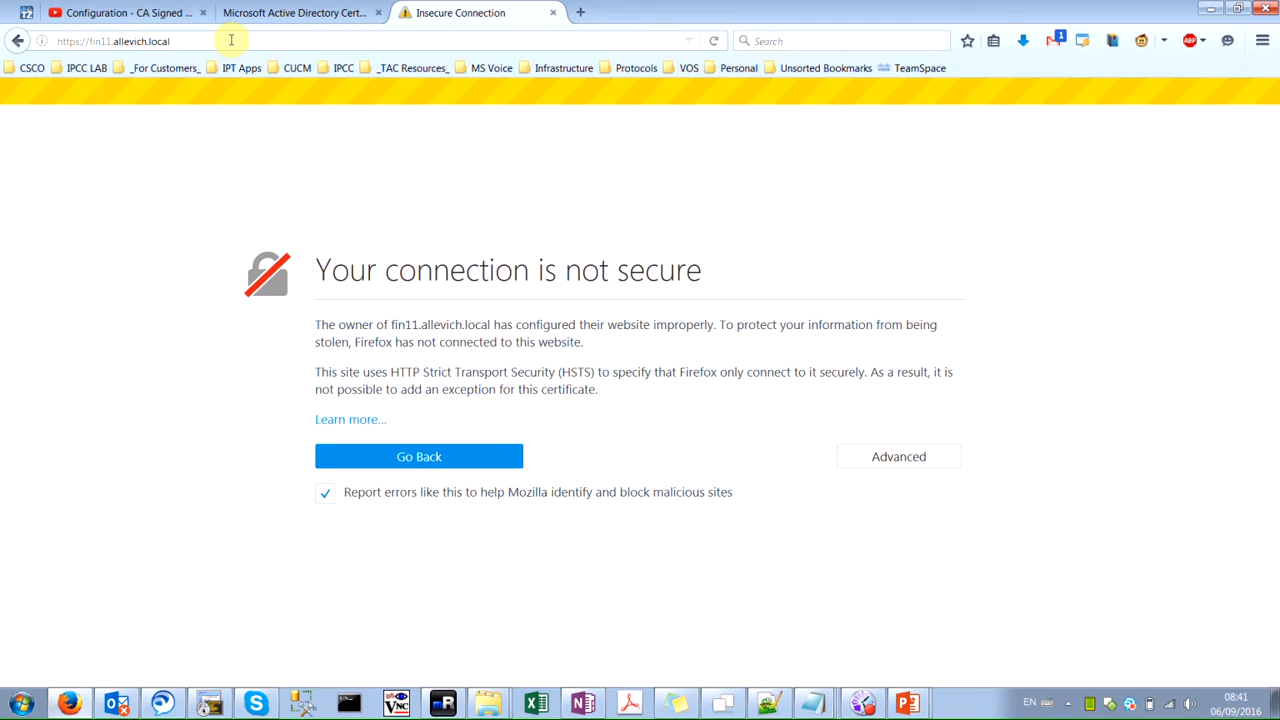 Configuration - CA Signed ...
Microsoft Active Directory Cert...
Insecure Connection
https://fin11.allevich.local
Search
1
ABP
CSCO
IPCC LAB
_For Customers_
IPT Apps
CUCM
IPCC
_TAC Resources_
MS Voice
Infrastructure
Protocols
VOS
Personal
Unsorted Bookmarks
TeamSpace
Your connection is not secure
The owner of fin11.allevich.local has configured their website improperly. To protect your information from being
stolen, Firefox has not connected to this website.
This site uses HTTP Strict Transport Security (HSTS) to specify that Firefox only connect to it securely. As a result, it is
not possible to add an exception for this certificate.
Learn more...
Go Back
Advanced
Report errors like this to help Mozilla identify and block malicious sites
VNC
EN
08:41
06/09/2016